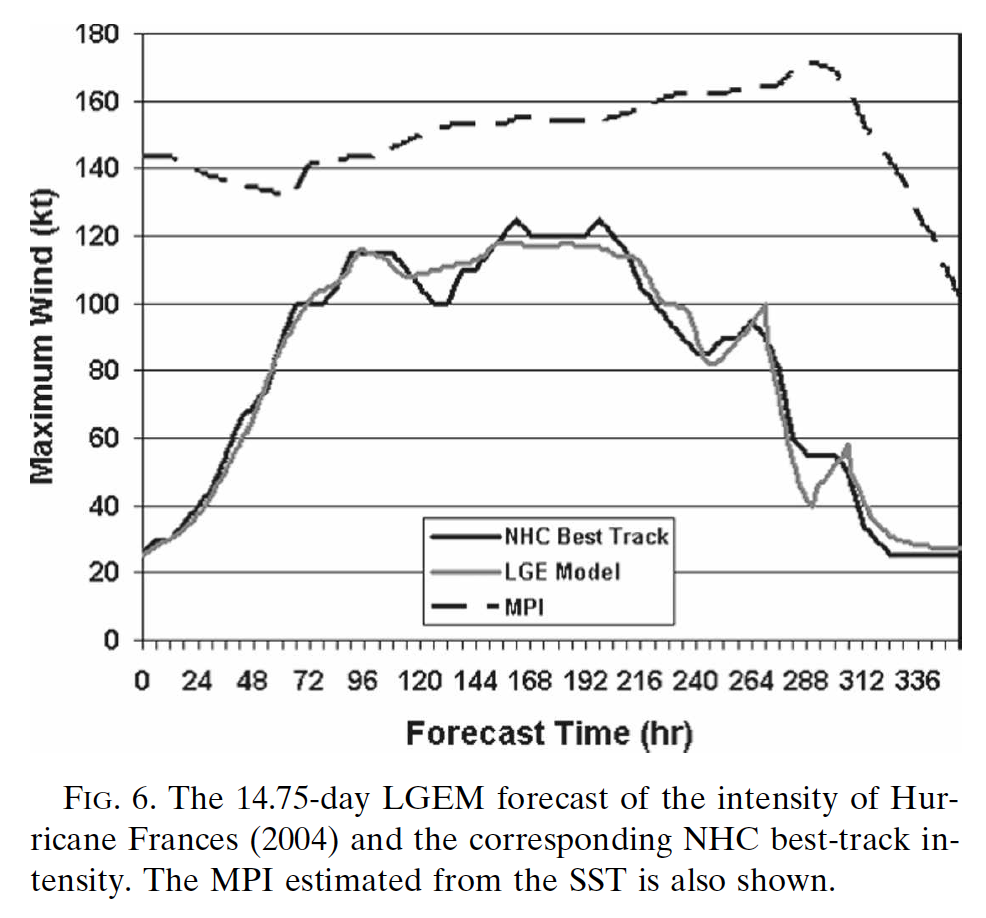 180
160
140
120
100
80
60
40
20
0
Maximum Wind (kt)
NHC Best Track
LGE Model
MPI
0 24 48 72 96 120 144 168 192 216 240 264 288 312 336
Forecast Time (hr)
FIG. 6. The 14.75-day LGEM forecast of the intensity of Hur-
ricane Frances (2004) and the corresponding NHC best-track in-
tensity. The MPI estimated from the SST is also shown.